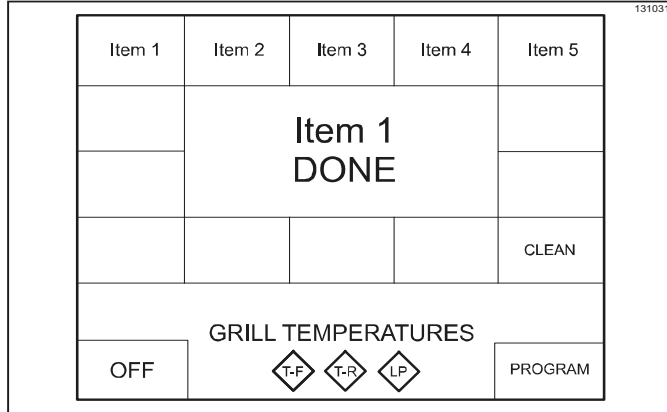 131031
Item 1 Item 2 Item 3 Item 4 Item 5
Item 1
DONE
CLEAN
GRILL TEMPERATURES
OFF T-F T-R LP PROGRAM